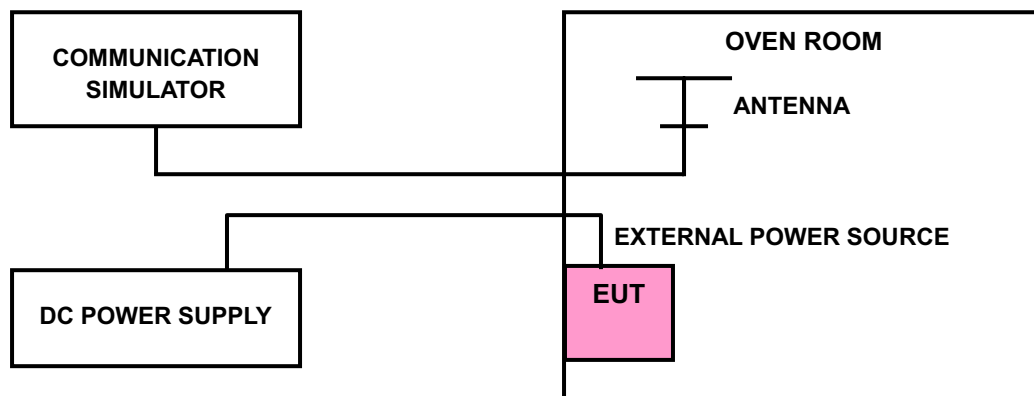 COMMUNICATION
SIMULATOR
OVEN ROOM
ANTENNA
EXTERNAL POWER SOURCE
EUT
DC POWER SUPPLY